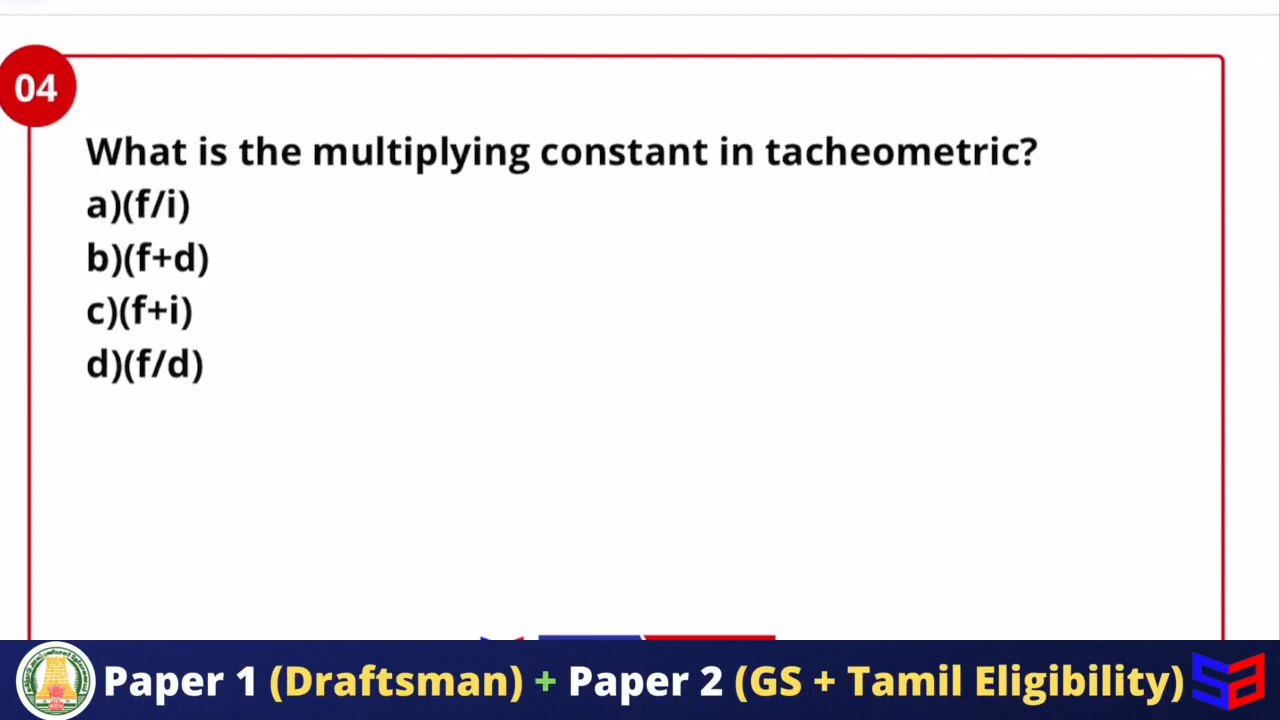 04
What is the multiplying constant in tacheometric?
a)(f/i)
b)(f+d)
c)(f+i)
d)(f/d)
Paper 1 (Draftsman) + Paper 2 (GS + Tamil Eligibility)